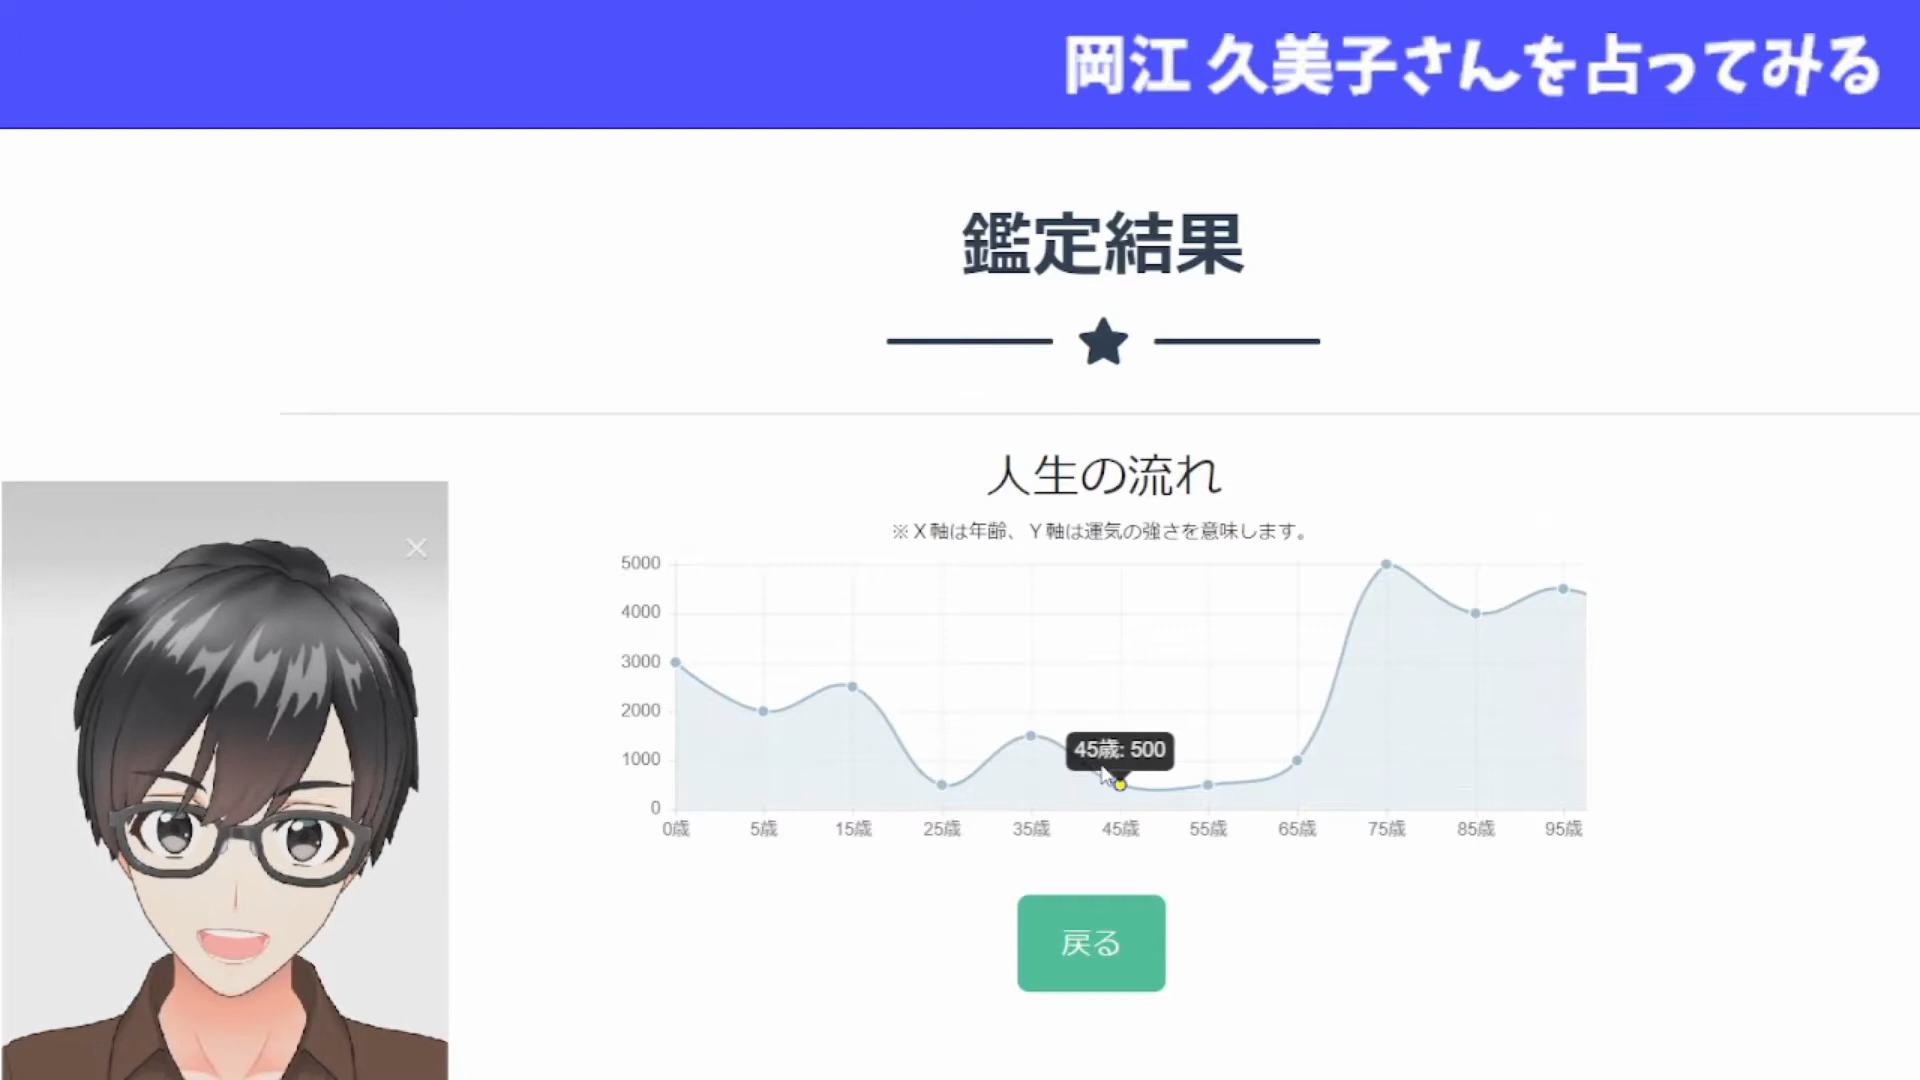 岡江 久美子さんを占ってみる
鑑定結果
人生の流れ
※X軸は年齢、Y軸は運気の強さを意味します。
5000
4000
3000
2000
1000
0
45歳: 500
0歳 5歳 15歳 25歳 35歳 45歳 55歳 65歳 75歳 85歳 95歳
戻る